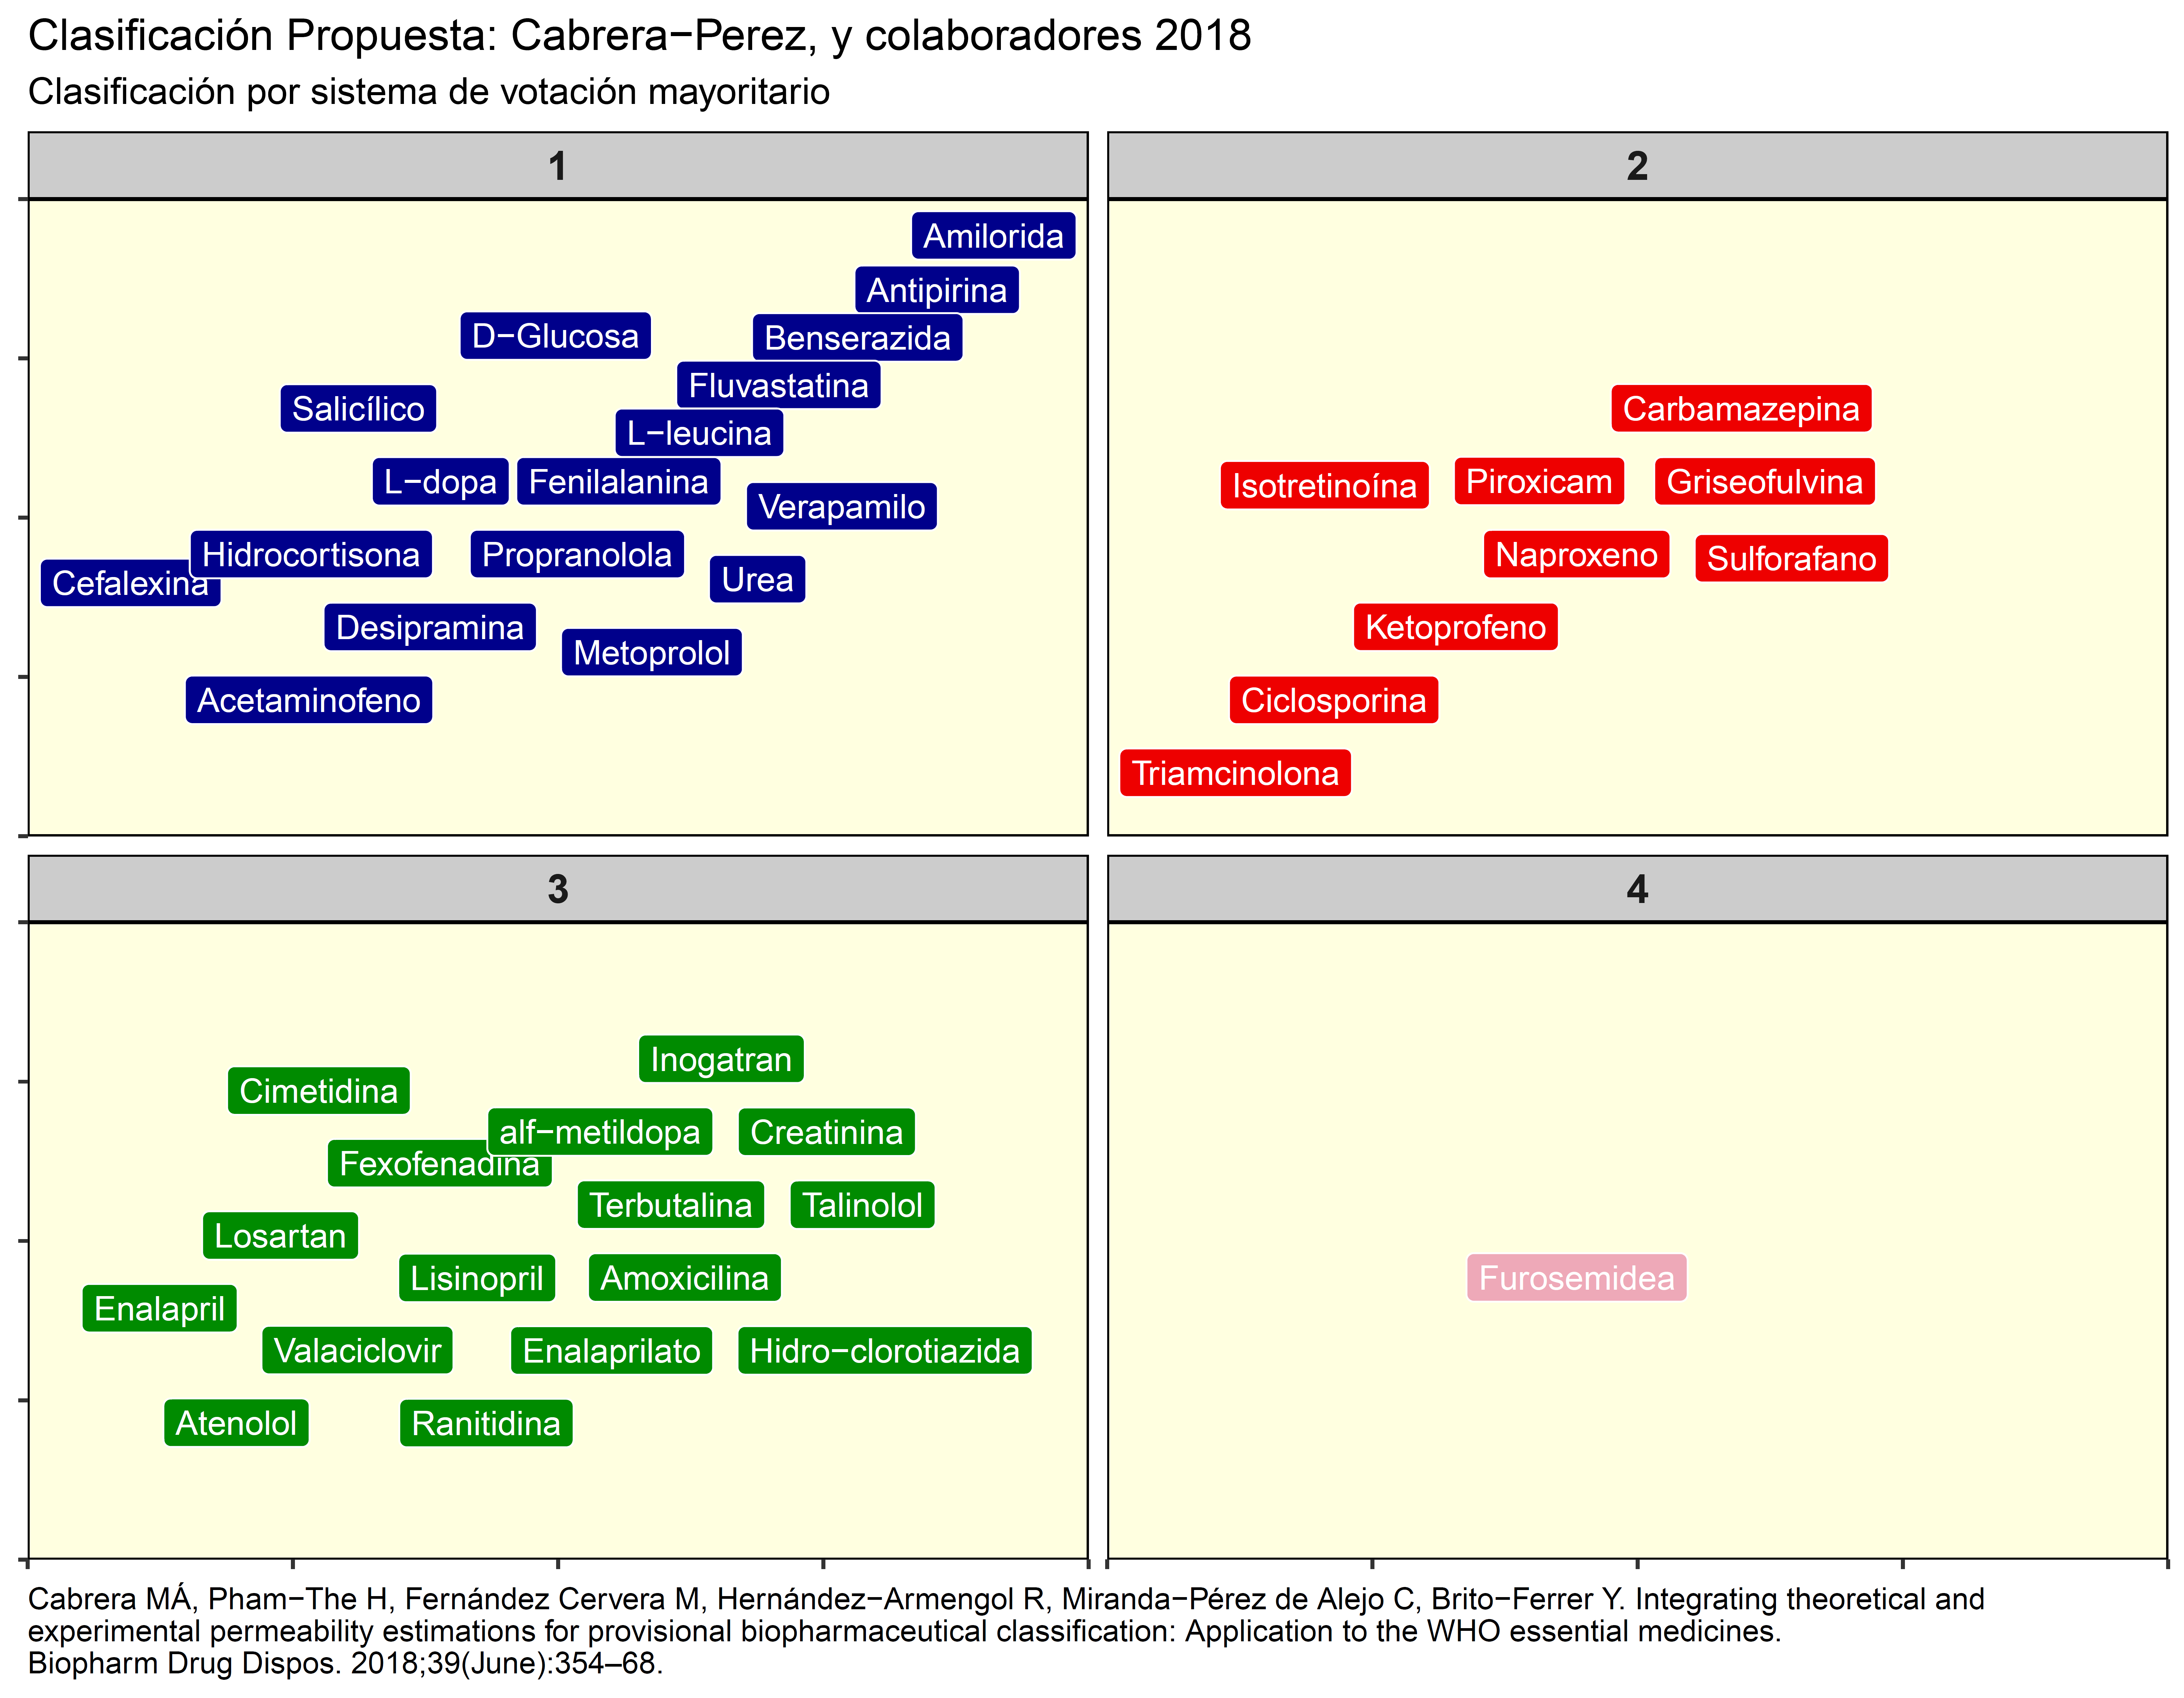 Clasificación Propuesta: Cabrera−Perez, y colaboradores 2018
Clasificación por sistema de votación mayoritario
1
Amilorida
Antipirina
D−Glucosa
Benserazida
Fluvastatina
Salicílico
L−leucina
L−dopa
Fenilalanina
Verapamilo
Hidrocortisona
Propranolola
Cefalexina
Urea
Desipramina
Metoprolol
Acetaminofeno
2
Carbamazepina
Isotretinoína
Piroxicam
Griseofulvina
Naproxeno
Sulforafano
Ketoprofeno
Ciclosporina
Triamcinolona
3
Inogatran
Cimetidina
alf−metildopa
Creatinina
Fexofenadina
Terbutalina
Talinolol
Losartan
Lisinopril
Amoxicilina
Enalapril
Valaciclovir
Enalaprilato
Hidro−clorotiazida
Atenolol
Ranitidina
4
Furosemidea
Cabrera MÁ, Pham−The H, Fernández Cervera M, Hernández−Armengol R, Miranda−Pérez de Alejo C, Brito−Ferrer Y. Integrating theoretical and
experimental permeability estimations for provisional biopharmaceutical classification: Application to the WHO essential medicines.
Biopharm Drug Dispos. 2018;39(June):354–68.